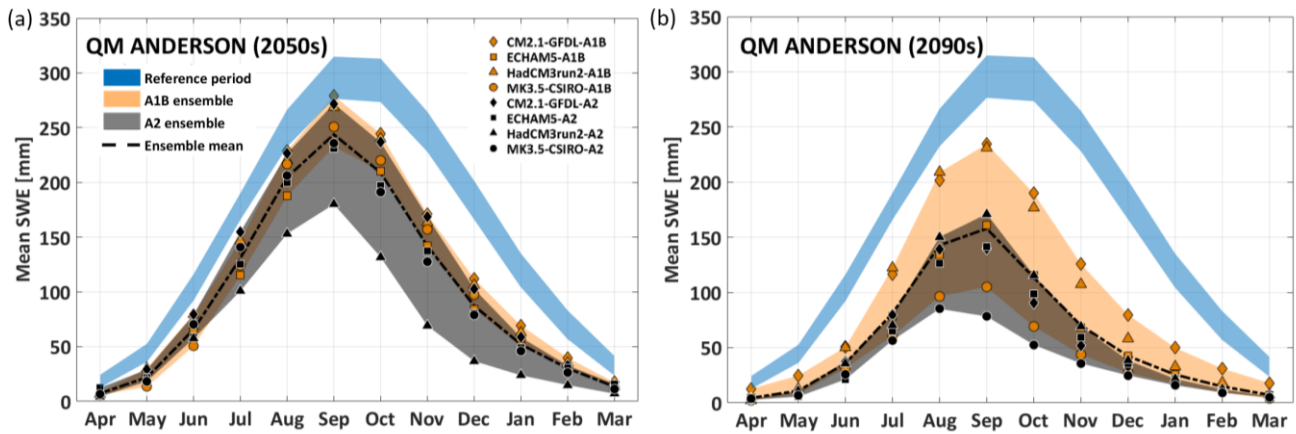 (a)
QM ANDERSON (2050s)
Reference period
A1B ensemble
A2 ensemble
Ensemble mean
CM2.1-GFDL-A1B
ECHAM5-A1B
HadCM3run2-A1B
MK3.5-CSIRO-A1B
CM2.1-GFDL-A2
ECHAM5-A2
HadCM3run2-A2
MK3.5-CSIRO-A2
Mean SWE [mm]
350
300
250
200
150
100
50
0
Apr May Jun Jul Aug Sep Oct Nov Dec Jan Feb Mar
(b)
QM ANDERSON (2090s)
Mean SWE [mm]
350
300
250
200
150
100
50
0
Apr May Jun Jul Aug Sep Oct Nov Dec Jan Feb Mar